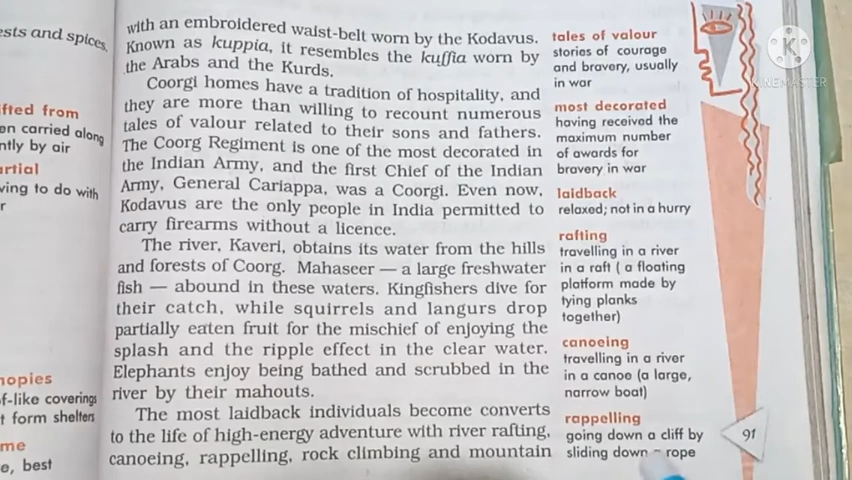 ests and spices,
ifted from
en carried along
ntly by air
artial
ving to do with
r
nopies
f-like coverings
t form shelters
me
e, best
with an embroidered waist-belt worn by the Kodavus.
Known as kuppia, it resembles the kuffia worn by
the Arabs and the Kurds.
Coorgi homes have a tradition of hospitality, and
they are more than willing to recount numerous
tales of valour related to their sons and fathers.
The Coorg Regiment is one of the most decorated in
the Indian Army, and the first Chief of the Indian
Army, General Cariappa, was a Coorgi. Even now,
Kodavus are the only people in India permitted to
carry firearms without a licence.
The river, Kaveri, obtains its water from the hills
and forests of Coorg. Mahaseer — a large freshwater
fish — abound in these waters. Kingfishers dive for
their catch, while squirrels and langurs drop
partially eaten fruit for the mischief of enjoying the
splash and the ripple effect in the clear water.
Elephants enjoy being bathed and scrubbed in the
river by their mahouts.
The most laidback individuals become converts
to the life of high-energy adventure with river rafting,
canoeing, rappelling, rock climbing and mountain
tales of valour
stories of courage
and bravery, usually
in war
most decorated
having received the
maximum number
of awards for
bravery in war
laidback
relaxed; not in a hurry
rafting
travelling in a river
in a raft ( a floating
platform made by
tying planks
together)
canoeing
travelling in a river
in a canoe (a large,
narrow boat)
rappelling
going down a cliff by
sliding down a rope
91
K
KINEMASTER